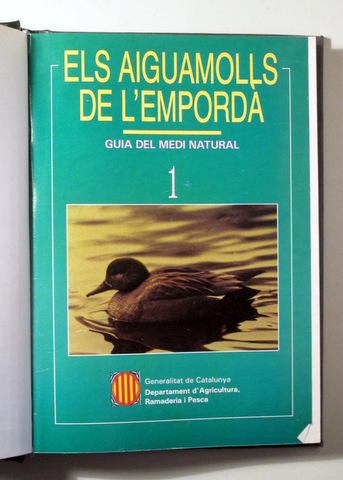 ELS AIGUAMOLLS
DE L'EMPORDÀ
GUIA DEL MEDI NATURAL
1
Generalitat de Catalunya
Departament d'Agricultura,
Ramaderia i Pesca